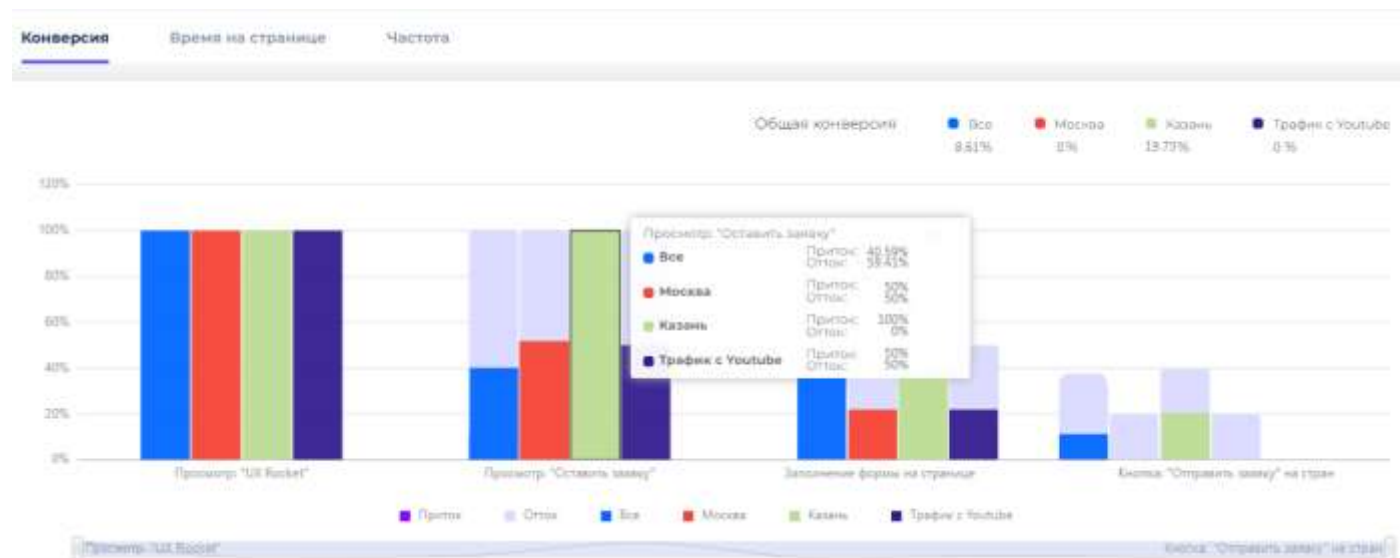 Конверсия Время на странице Частота
Общая конверсия Все Москва Казань Трафик с Youtube
8.61% 0% 19.79% 0 %
120%
100%
80%
60%
40%
20%
0%
Просмотр: "Оставить заявку"
Все Приток: 40.59%
Отток: 59.41%
Москва Приток: 50%
Отток: 50%
Казань Приток: 100%
Отток: 0%
Трафик с Youtube Приток: 50%
Отток: 50%
Просмотр: "UX Rocket" Просмотр: "Оставить заявку" Заполнение формы на странице Кнопка: "Отправить заявку" на стран
Приток Отток Все Москва Казань Трафик с Youtube
Просмотр: "UX Rocket" Кнопка: "Отправить заявку" на стран